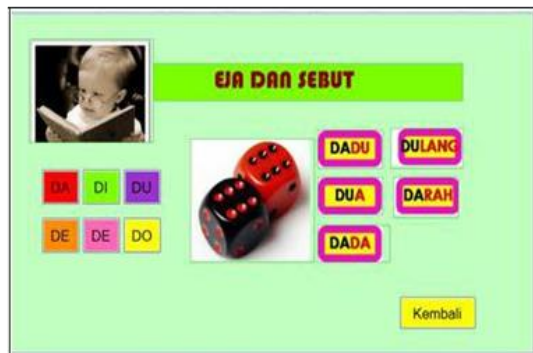 EJA DAN SEBUT
DA DI DU
DE DE DO
DADU DULANG
DUA DARAH
DADA
Kembali